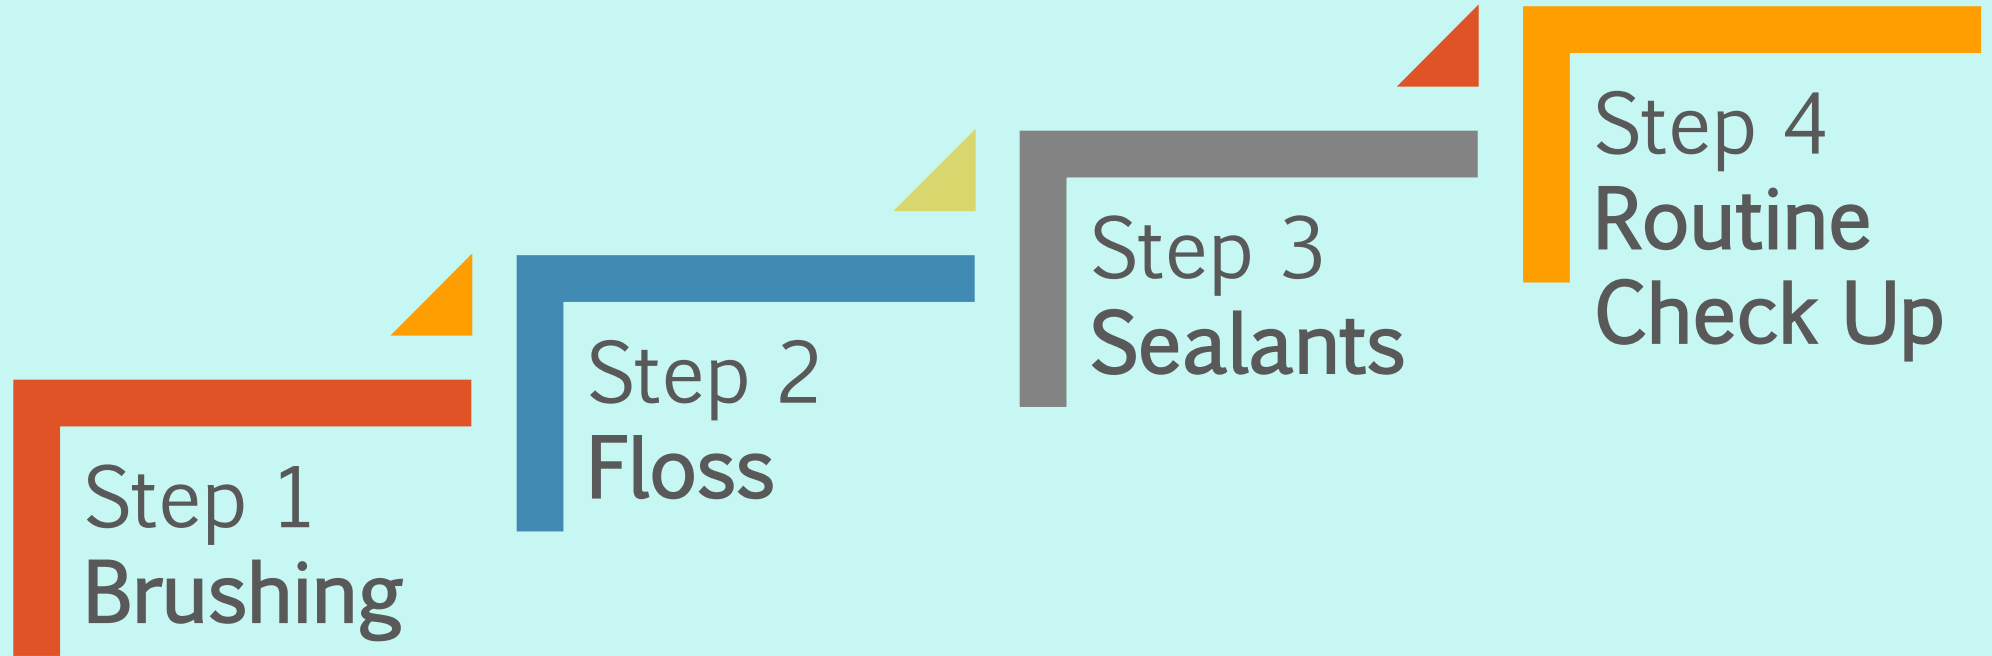 Step 1
Brushing
Step 2
Floss
Step 3
Sealants
Step 4
Routine
Check Up